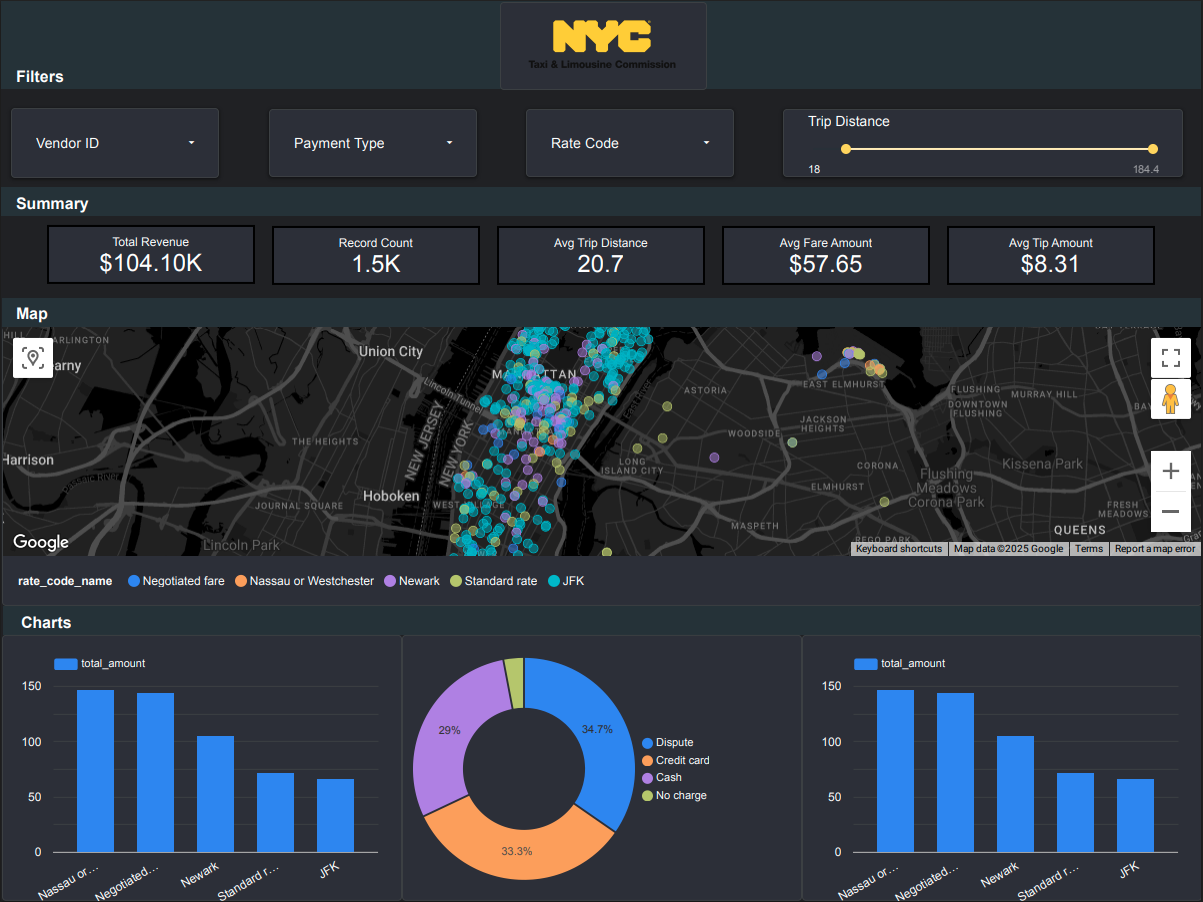 NYC
Taxi & Limousine Commission
Filters
Vendor ID
Payment Type
Rate Code
Trip Distance
18
184.4
Summary
Total Revenue
$104.10K
Record Count
1.5K
Avg Trip Distance
20.7
Avg Fare Amount
$57.65
Avg Tip Amount
$8.31
Map
HILL
ARLINGTON
earny
Union City
Lincoln Tunnel
MANHATTAN
ASTORIA
EAST ELMHURST
FLUSHING
DOWNTOWN
FLUSHING
MURRAY HILL
JACKSON
HEIGHTS
WOODSIDE
THE HEIGHTS
NEW JERSEY
NEW YORK
Harrison
Passaic River
LONG
ISLAND CITY
CORONA
ELMHURST
Flushing
Meadows
Corona Park
Kissena Park
Hoboken
JOURNAL SQUARE
FRESH
MEADOWS
MASPETH
QUEENS
REGO PARK
Lincoln Park
Google
Keyboard shortcuts
Map data ©2025 Google
Terms
Report a map error
rate_code_name
Negotiated fare
Nassau or Westchester
Newark
Standard rate
JFK
Charts
total_amount
150
100
50
0
Nassau or…
Negotiated…
Newark
Standard r…
JFK
34.7%
33.3%
29%
Dispute
Credit card
Cash
No charge
total_amount
150
100
50
0
Nassau or…
Negotiated…
Newark
Standard r…
JFK